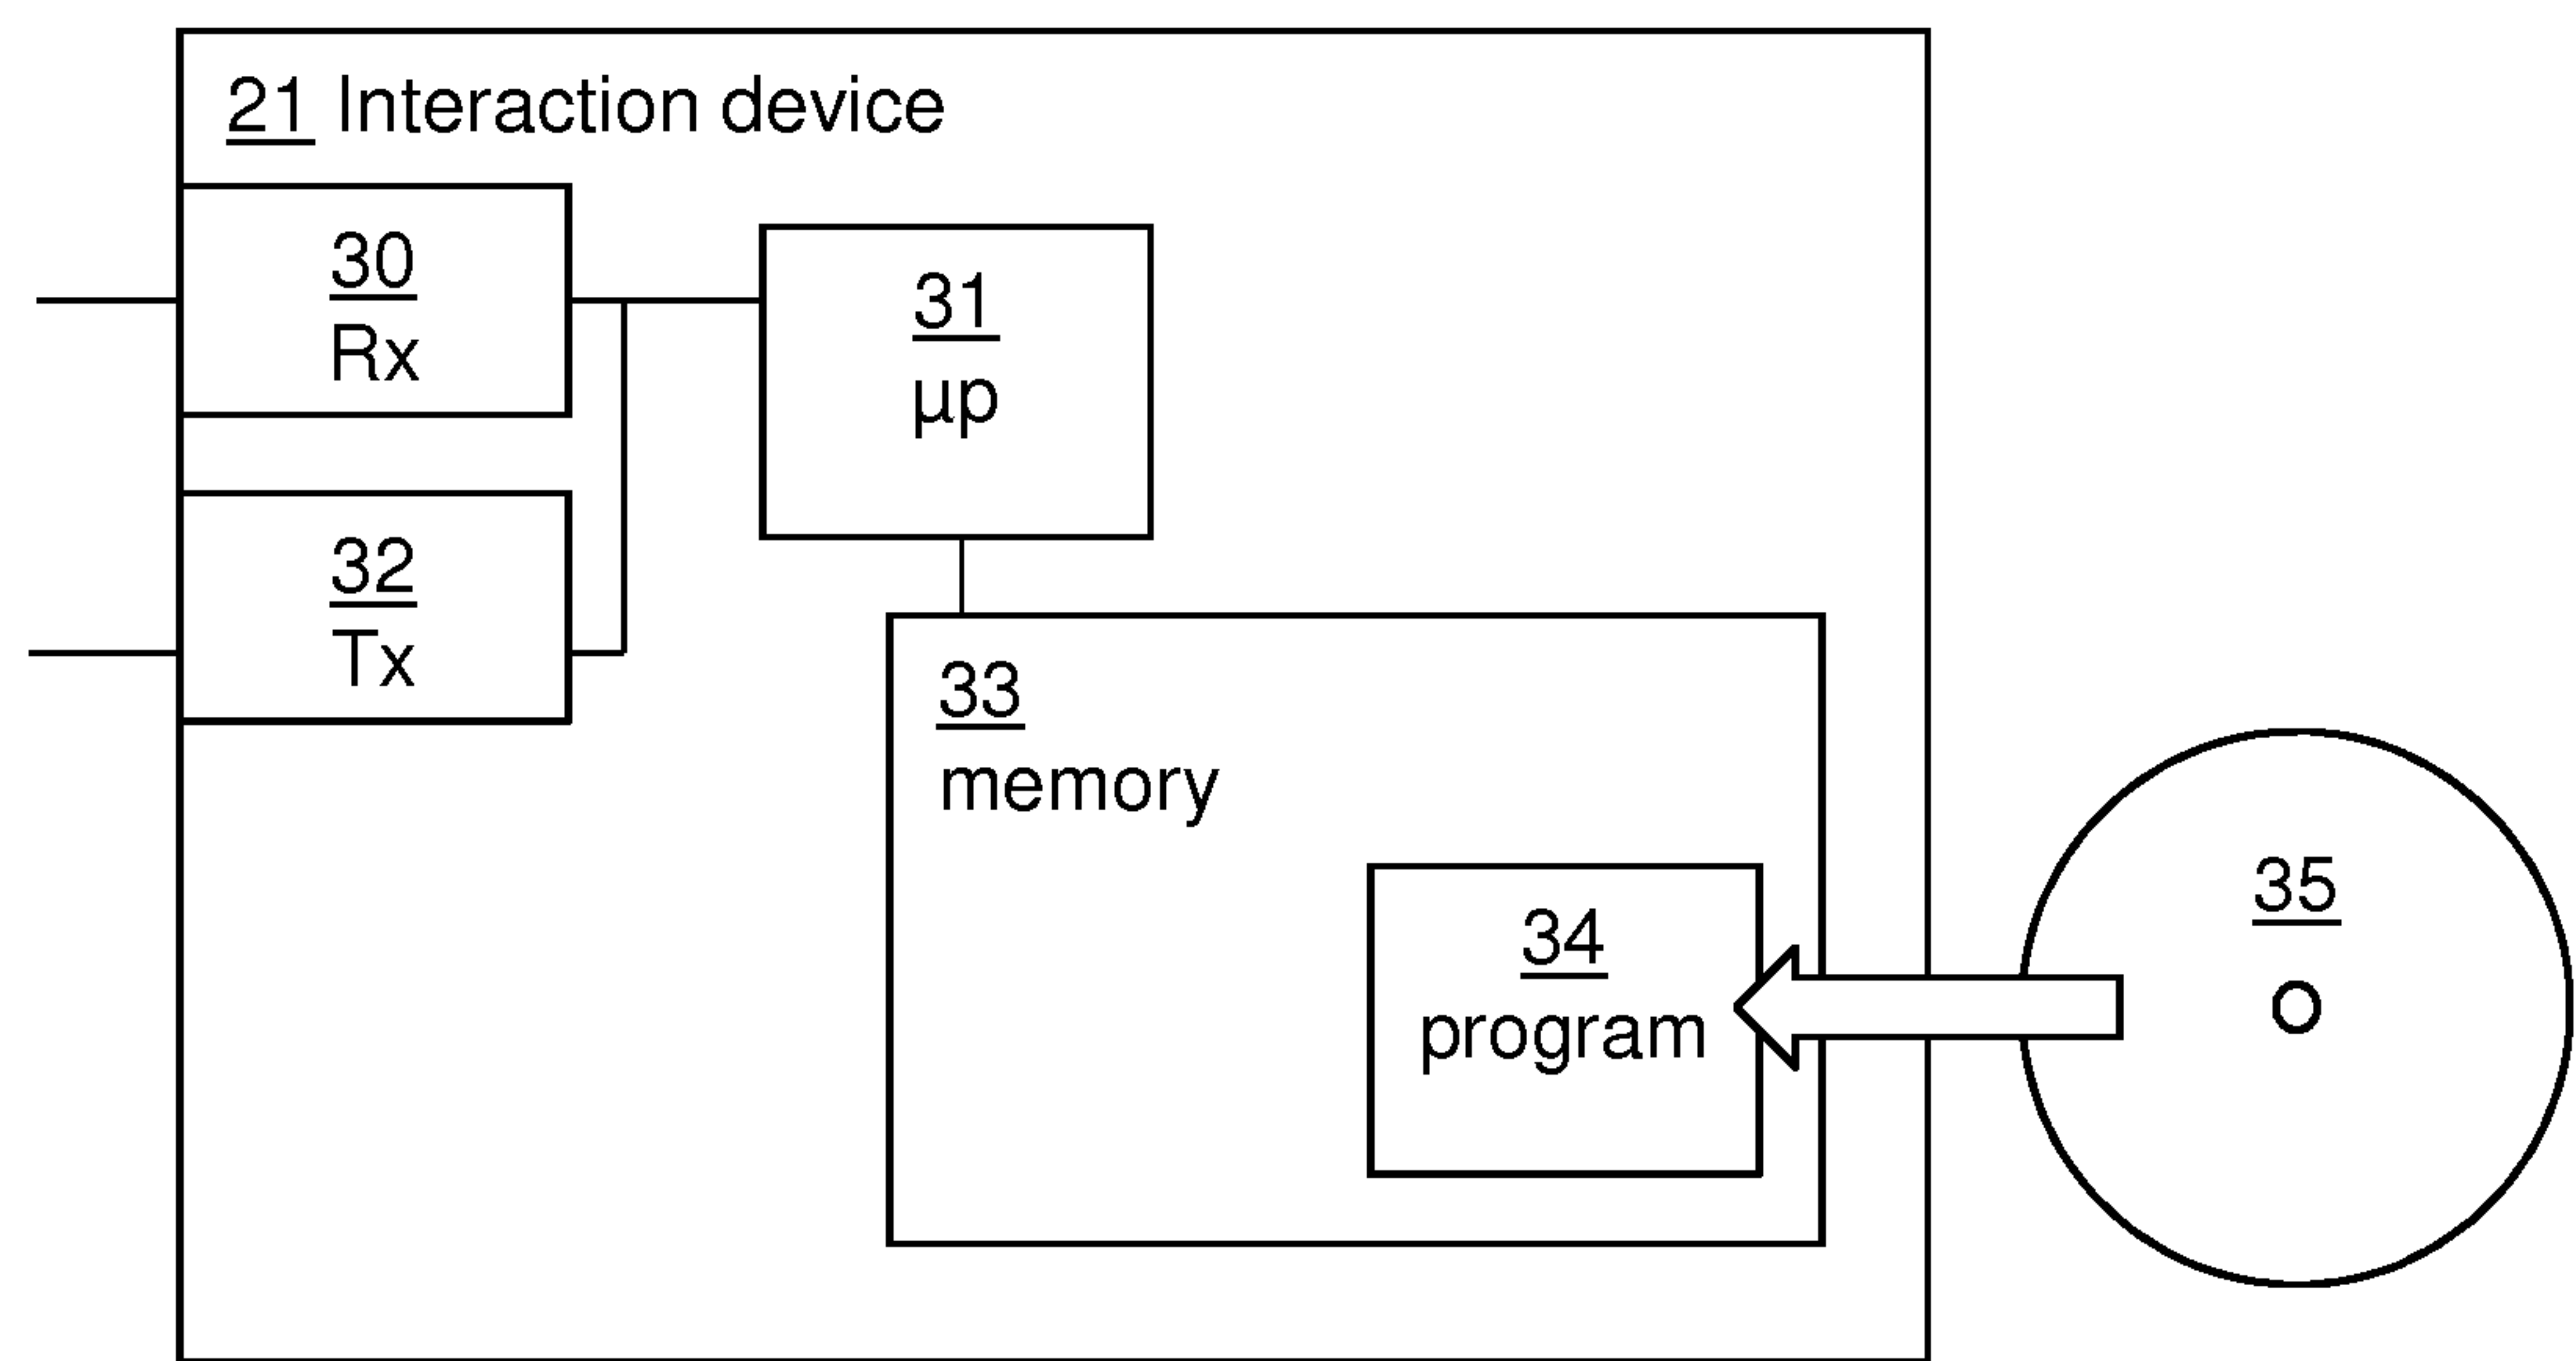 21 Interaction device
30
Rx
31
µp
32
Tx
33
memory
34
program
35